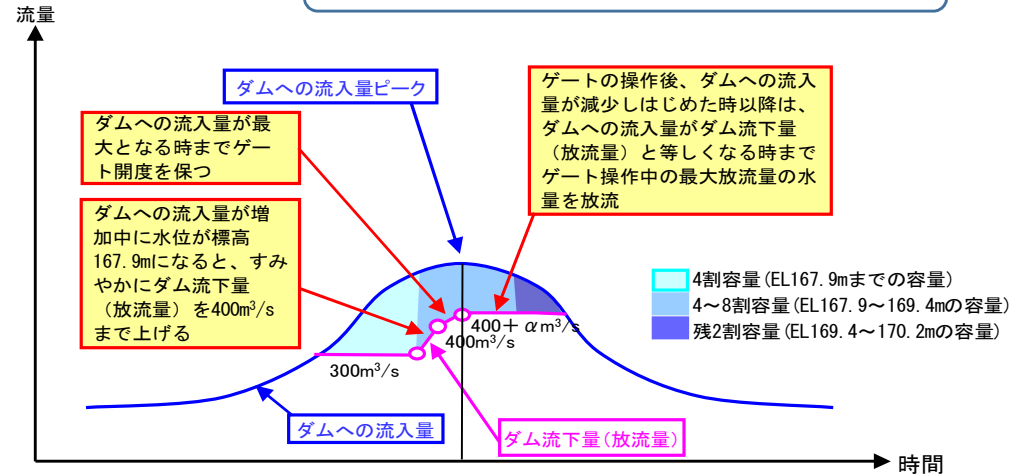 流量
ダムへの流入量ピーク
ゲートの操作後、ダムへの流入
量が減少しはじめた時以降は、
ダムへの流入量がダム流下量
（放流量）と等しくなる時まで
ゲート操作中の最大放流量の水
量を放流
ダムへの流入量が最
大となる時までゲー
ト開度を保つ
ダムへの流入量が増
加中に水位が標高
167.9mになると、すみ
やかにダム流下量
（放流量）を400m³/s
まで上げる
4割容量(EL167.9mまでの容量)
4～8割容量(EL167.9～169.4mの容量)
残2割容量(EL169.4～170.2mの容量)
400＋αm³/s
400m³/s
300m³/s
ダムへの流入量
ダム流下量(放流量)
時間